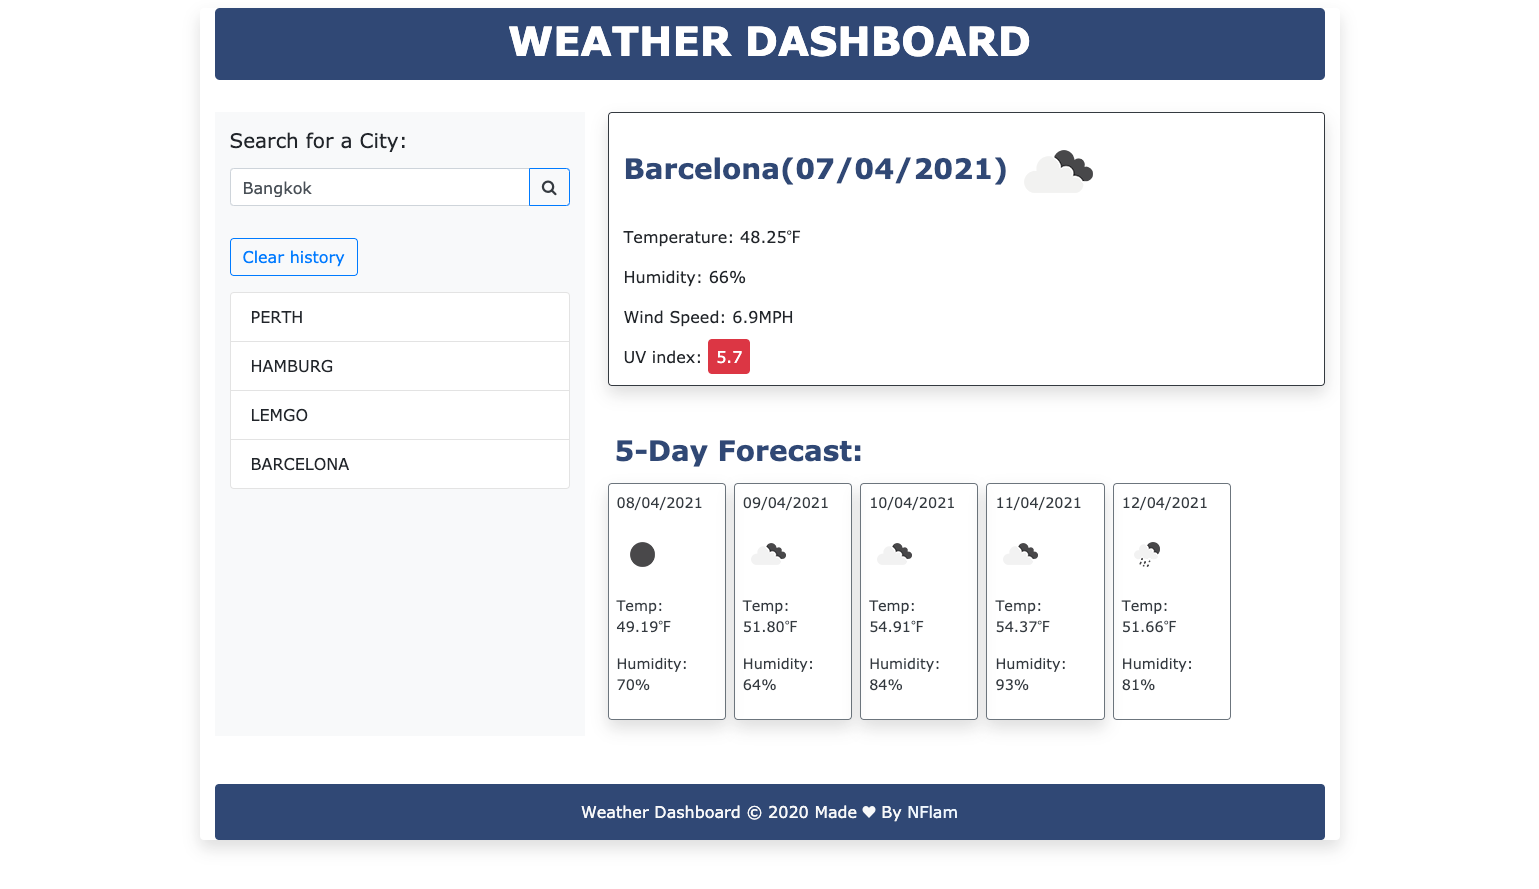 WEATHER DASHBOARD
Search for a City:
Bangkok
Clear history
PERTH
HAMBURG
LEMGO
BARCELONA
Barcelona(07/04/2021)
Temperature: 48.25°F
Humidity: 66%
Wind Speed: 6.9MPH
UV index: 5.7
5-Day Forecast:
08/04/2021
Temp:
49.19°F
Humidity:
70%
09/04/2021
Temp:
51.80°F
Humidity:
64%
10/04/2021
Temp:
54.91°F
Humidity:
84%
11/04/2021
Temp:
54.37°F
Humidity:
93%
12/04/2021
Temp:
51.66°F
Humidity:
81%
Weather Dashboard © 2020 Made ♥ By NFlam